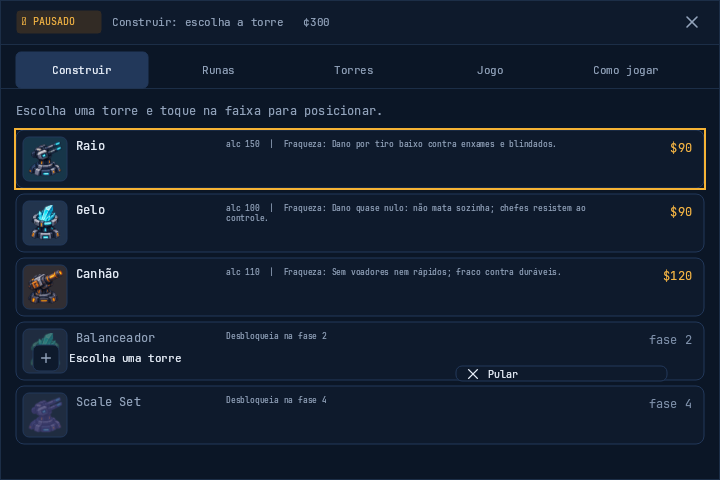 PAUSADO Construir: escolha a torre $300
Construir Runas Torres Jogo Como jogar
Escolha uma torre e toque na faixa para posicionar.
Raio alc 150 | Fraqueza: Dano por tiro baixo contra enxames e blindados. $90
Gelo alc 100 | Fraqueza: Dano quase nulo: não mata sozinha; chefes resistem ao $90
controle.
Canhão alc 110 | Fraqueza: Sem voadores nem rápidos; fraco contra duráveis. $120
Balanceador Desbloqueia na fase 2 fase 2
Escolha uma torre
Pular
Scale Set Desbloqueia na fase 4 fase 4